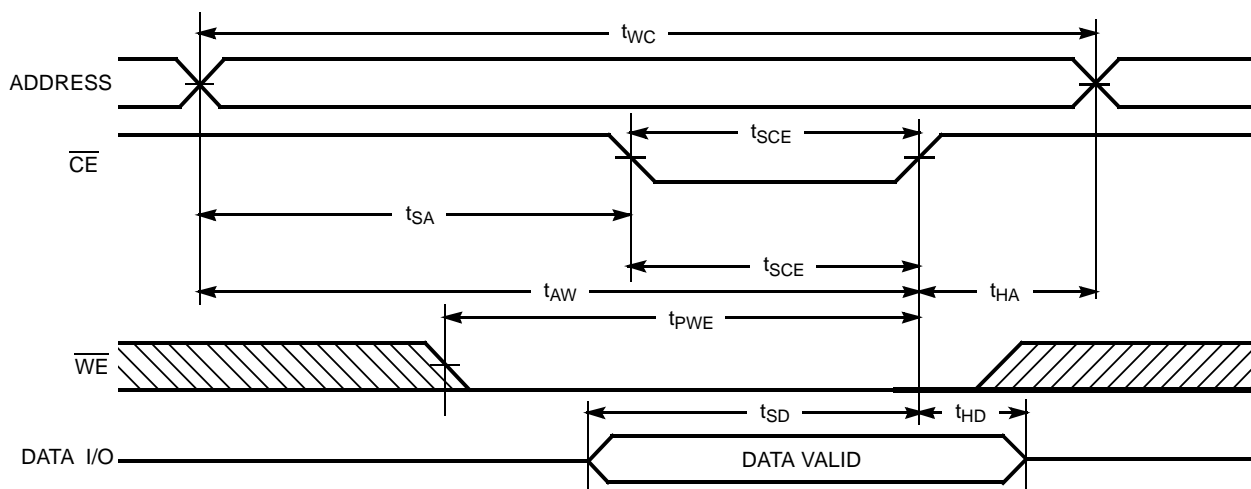 tWC
ADDRESS
tSCE
CE
tSA
tSCE
tAW
tHA
tPWE
WE
tSD
tHD
DATA I/O
DATA VALID